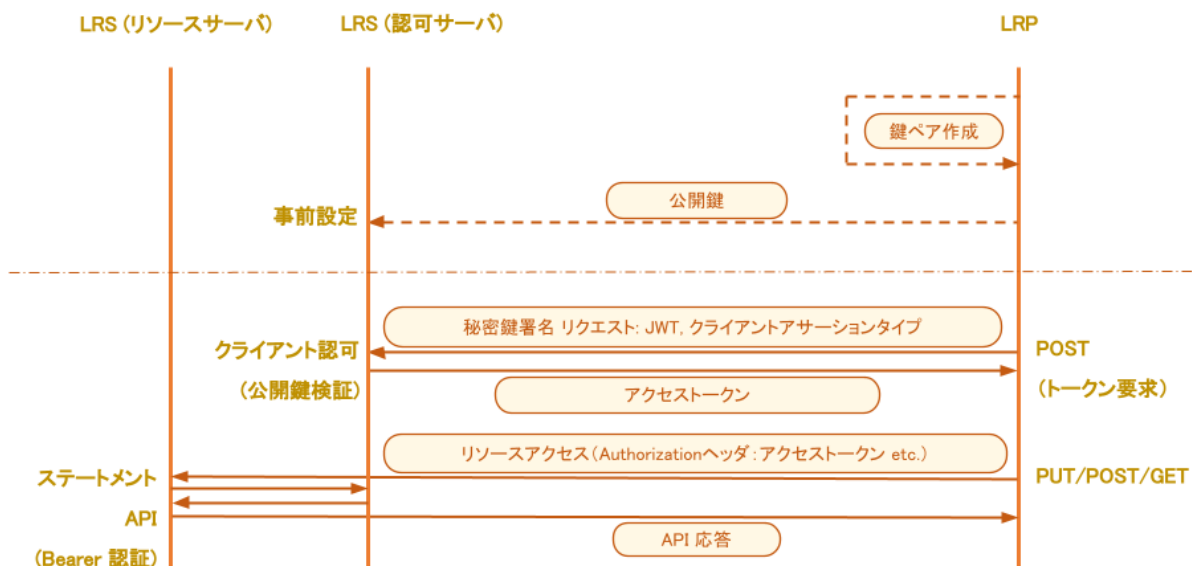 LRS (リソースサーバ)
LRS (認可サーバ)
LRP
鍵ペア作成
公開鍵
事前設定
秘密鍵署名 リクエスト: JWT, クライアントアサーションタイプ
クライアント認可
POST
(公開鍵検証)
アクセストークン
(トークン要求)
リソースアクセス(Authorizationヘッダ:アクセストークン etc.)
ステートメント
PUT/POST/GET
API
API 応答
(Bearer 認証)